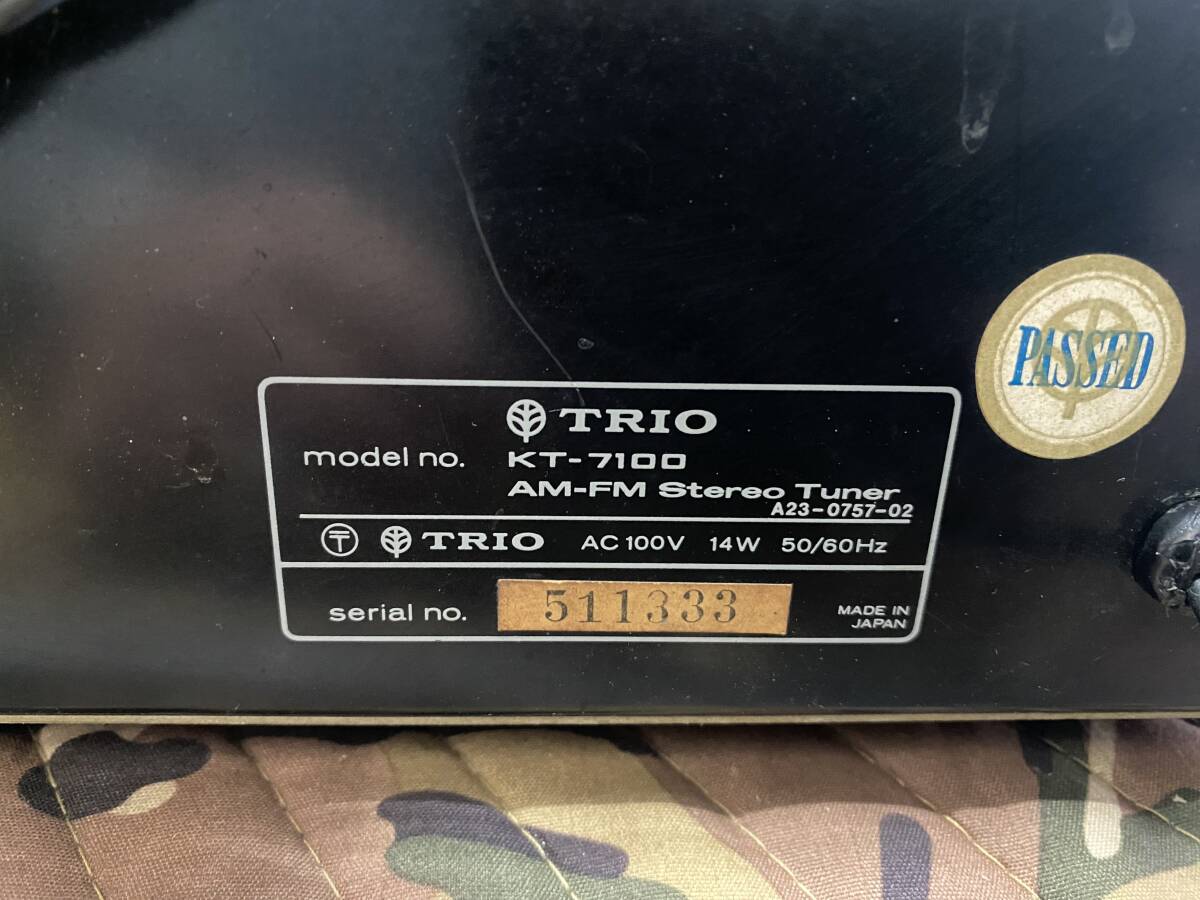 TRIO
model no. KT-7100
AM-FM Stereo Tuner
A23-0757-02
〒 TRIO AC 100V 14W 50/60Hz
serial no. 511333 MADE IN JAPAN
PASSED